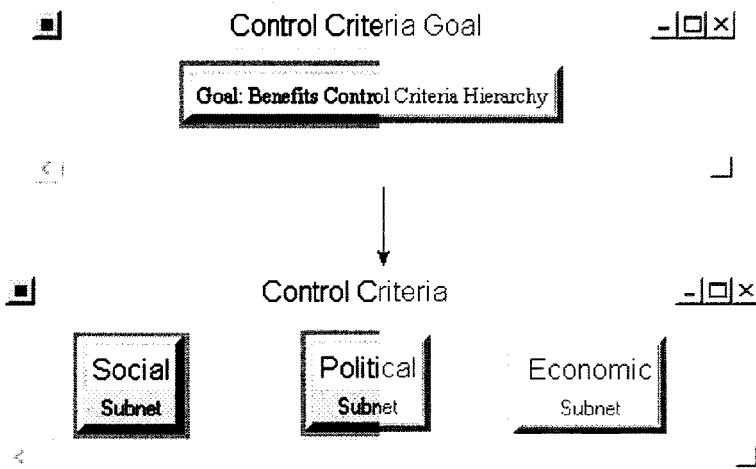 Control Criteria Goal
Goal: Benefits Control Criteria Hierarchy
Control Criteria
Social
Subnet
Political
Subnet
Economic
Subnet